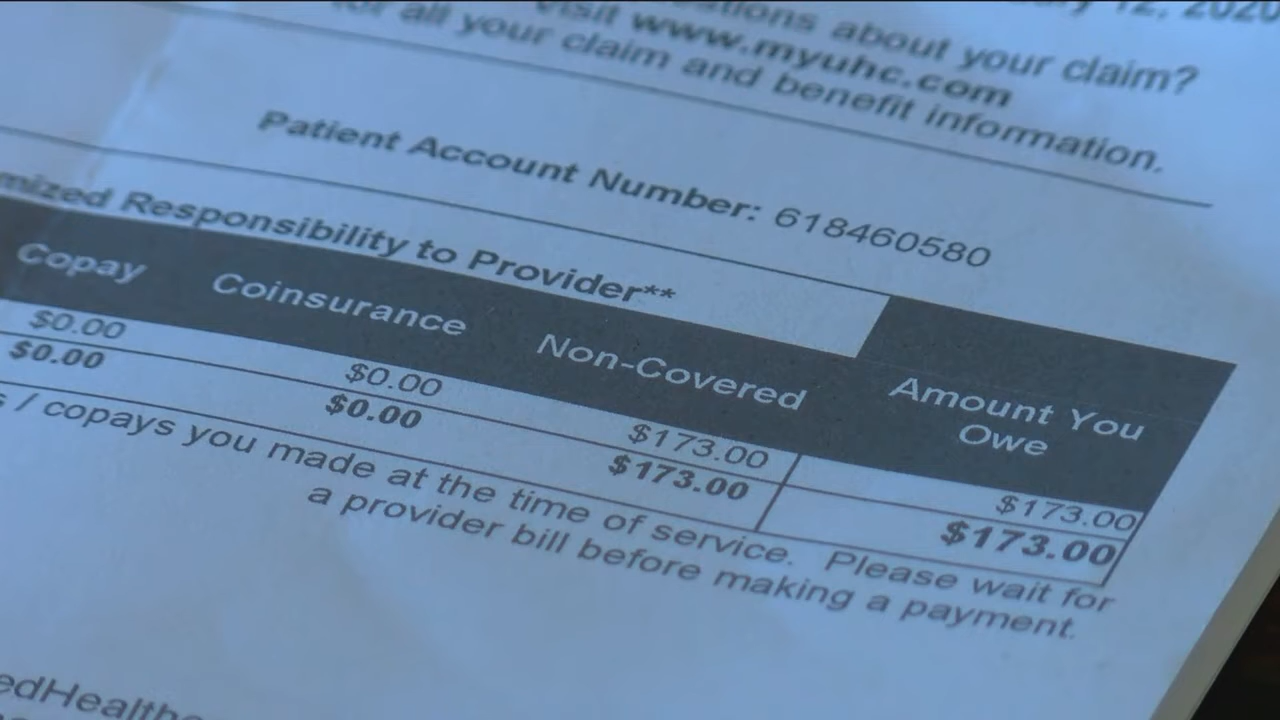 12, 2020
about your claim?
visit www.myuhc.com
for all your claim and benefit information.
Patient Account Number: 618460580
mized Responsibility to Provider**
Copay Coinsurance Non-Covered Amount You
Owe
$0.00 $0.00 $173.00 $173.00
$0.00 $0.00 $173.00 $173.00
s / copays you made at the time of service. Please wait for
a provider bill before making a payment.
edHealthc